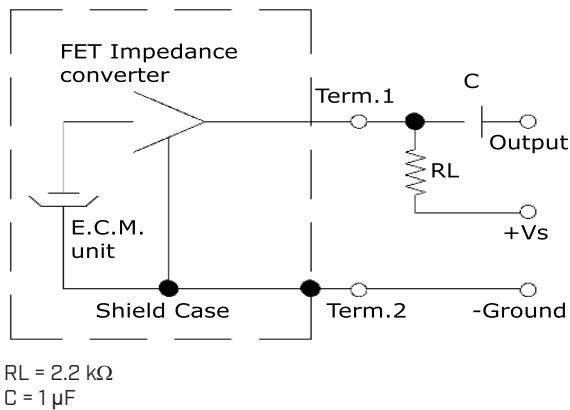 FET Impedance
converter
Term.1
C
Output
RL
+Vs
E.C.M.
unit
Shield Case
Term.2
-Ground
RL = 2.2 kΩ
C = 1 µF